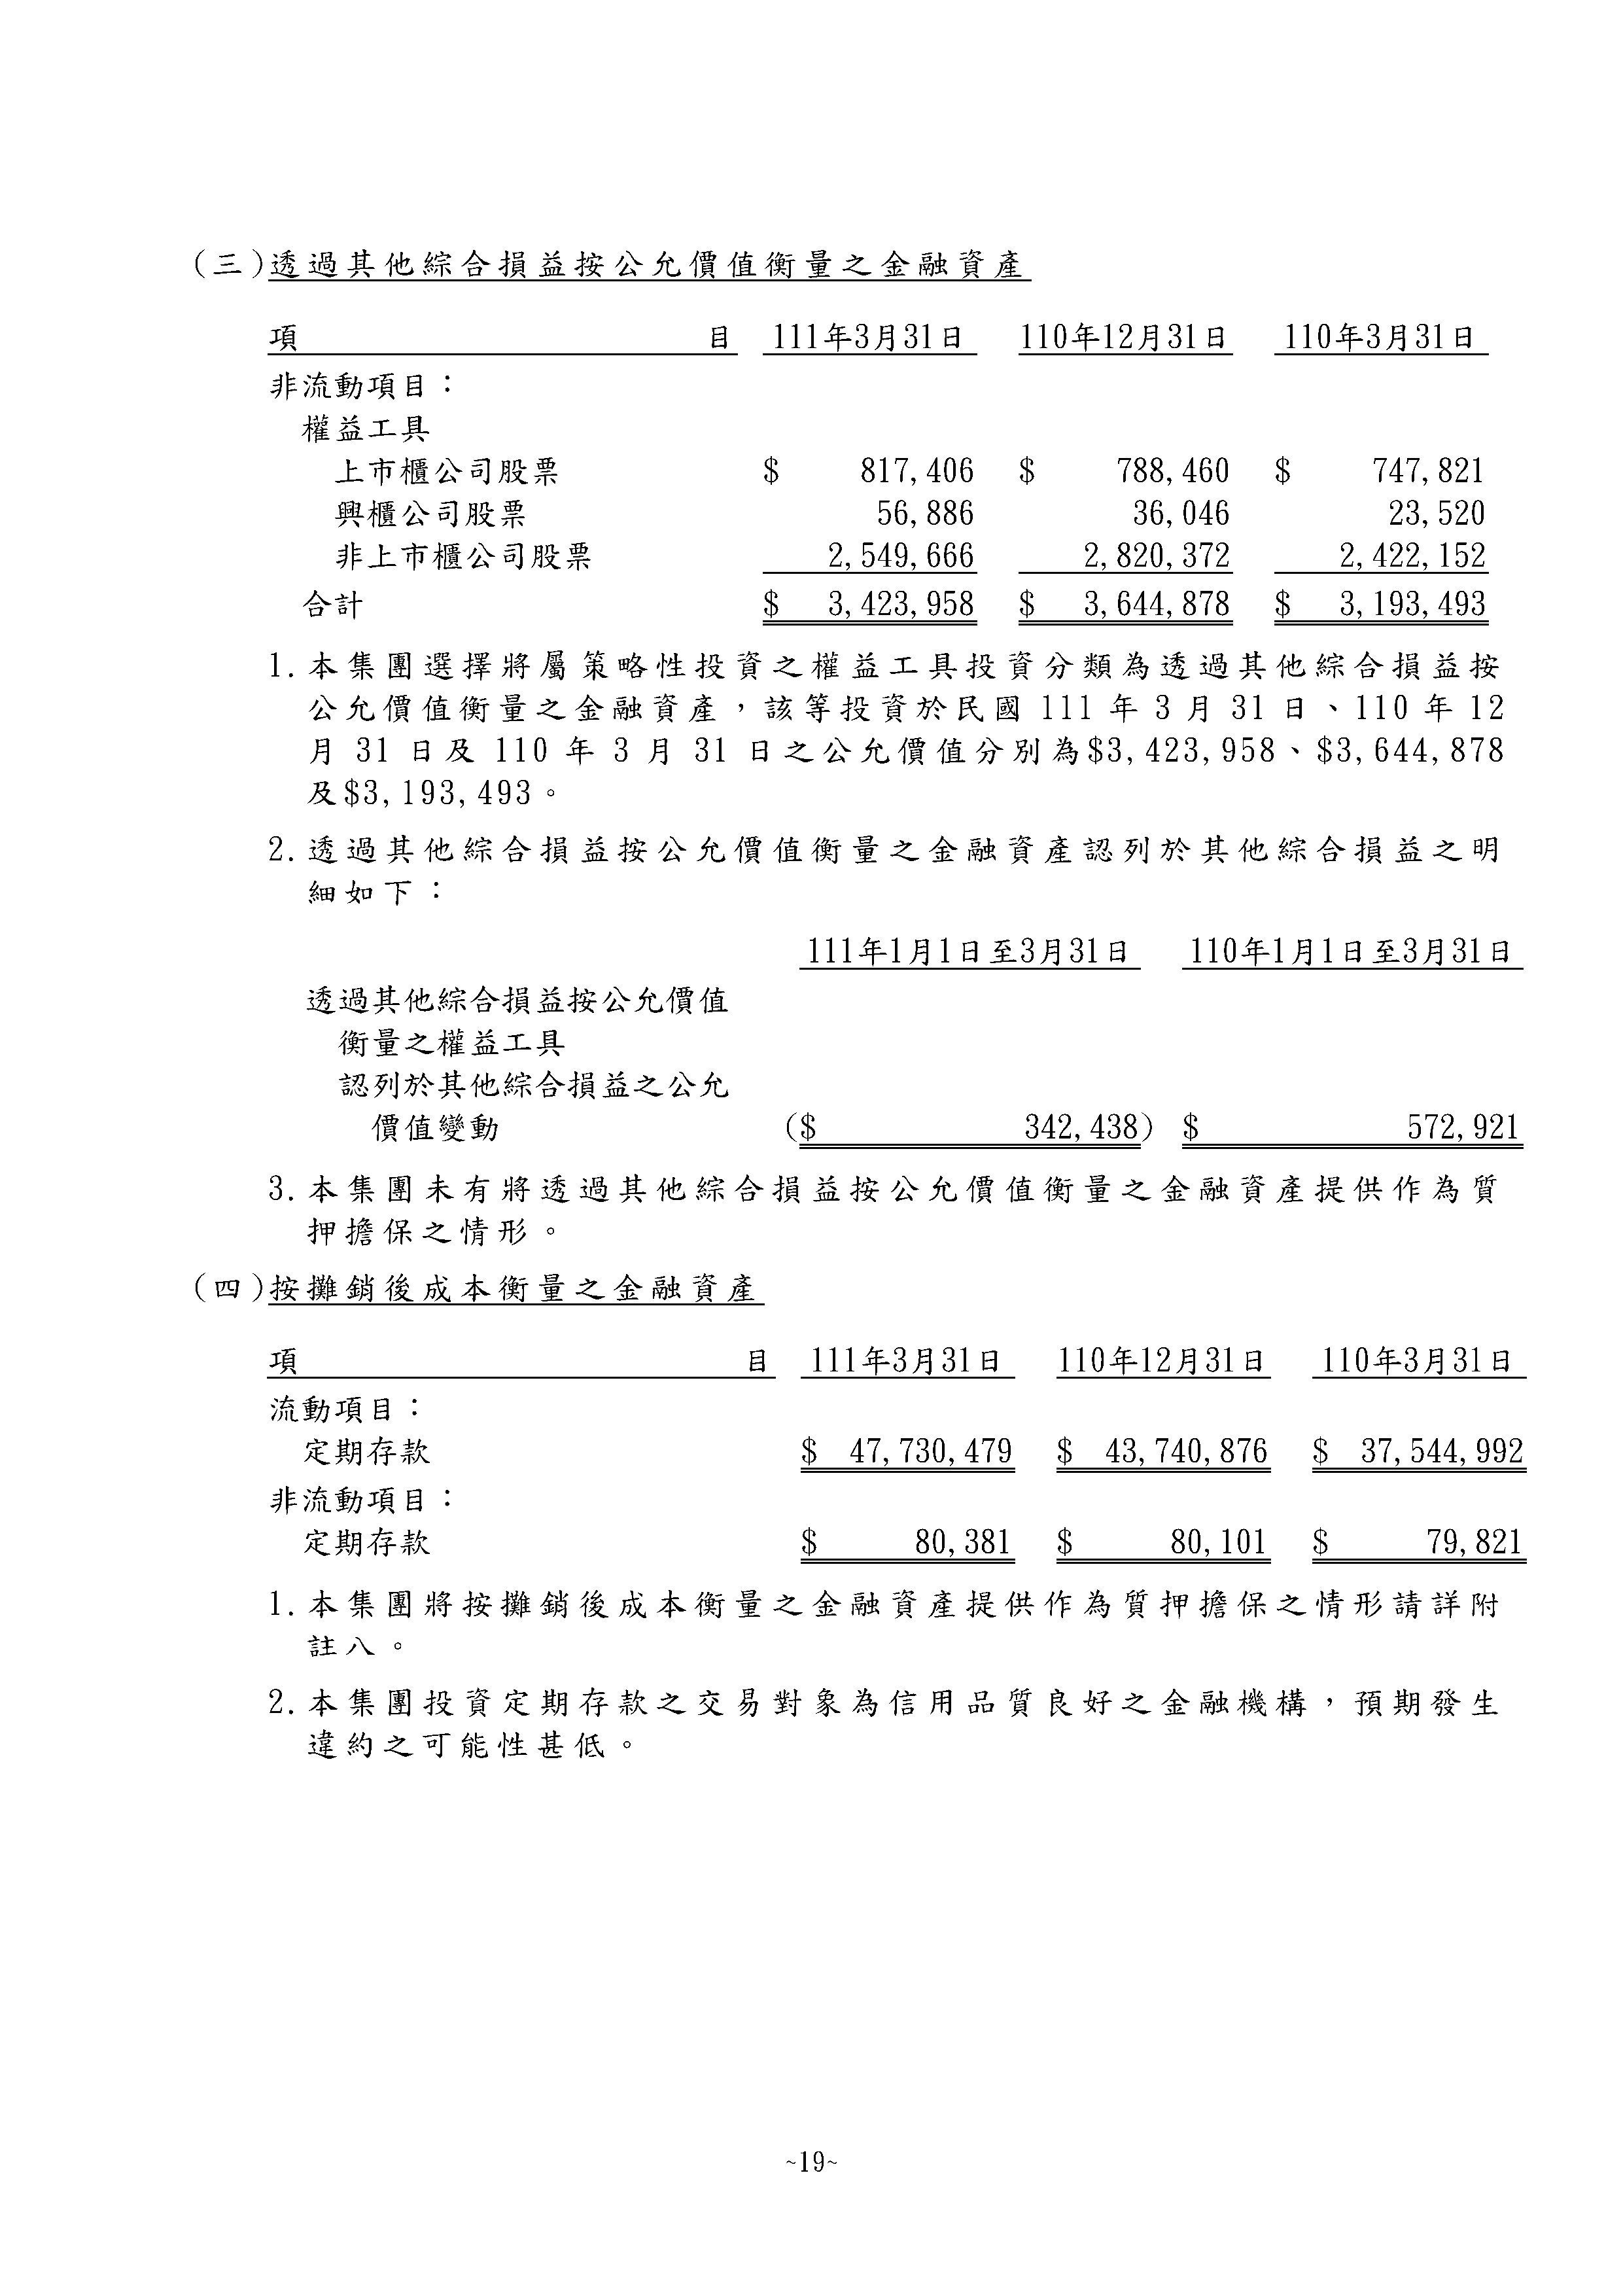 (三)透過其他綜合損益按公允價值衡量之金融資產
項 目 111年3月31日 110年12月31日 110年3月31日
非流動項目：
權益工具
上市櫃公司股票 $ 817,406 $ 788,460 $ 747,821
興櫃公司股票 56,886 36,046 23,520
非上市櫃公司股票 2,549,666 2,820,372 2,422,152
合計 $ 3,423,958 $ 3,644,878 $ 3,193,493
1.本集團選擇將屬策略性投資之權益工具投資分類為透過其他綜合損益按
公允價值衡量之金融資產，該等投資於民國 111 年 3 月 31 日、110 年 12
月 31 日及 110 年 3 月 31 日之公允價值分別為$3,423,958、$3,644,878
及$3,193,493。
2.透過其他綜合損益按公允價值衡量之金融資產認列於其他綜合損益之明
細如下：
111年1月1日至3月31日 110年1月1日至3月31日
透過其他綜合損益按公允價值
衡量之權益工具
認列於其他綜合損益之公允
價值變動 ($ 342,438) $ 572,921
3.本集團未有將透過其他綜合損益按公允價值衡量之金融資產提供作為質
押擔保之情形。
(四)按攤銷後成本衡量之金融資產
項 目 111年3月31日 110年12月31日 110年3月31日
流動項目：
定期存款 $ 47,730,479 $ 43,740,876 $ 37,544,992
非流動項目：
定期存款 $ 80,381 $ 80,101 $ 79,821
1.本集團將按攤銷後成本衡量之金融資產提供作為質押擔保之情形請詳附
註八。
2.本集團投資定期存款之交易對象為信用品質良好之金融機構，預期發生
違約之可能性甚低。
~19~